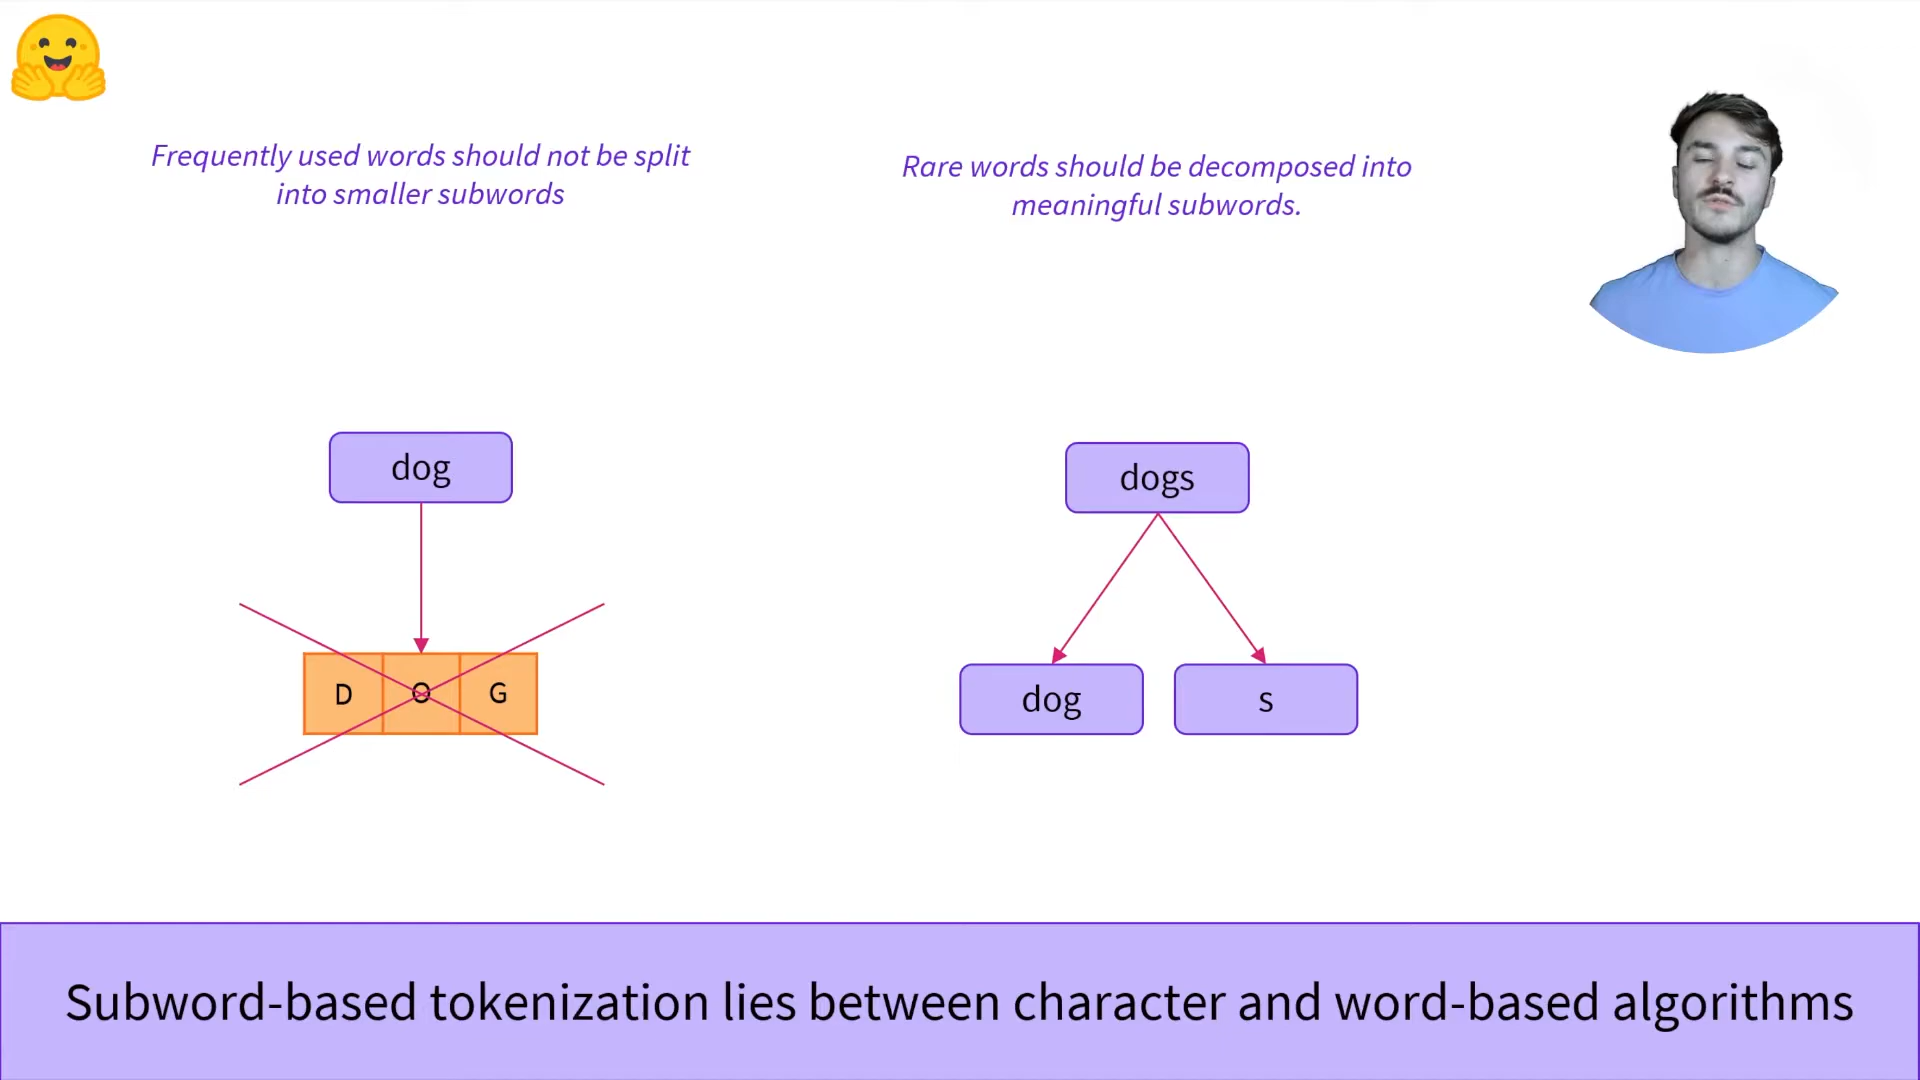 Frequently used words should not be split
into smaller subwords
Rare words should be decomposed into
meaningful subwords.
dog
D O G
dogs
dog
s
Subword-based tokenization lies between character and word-based algorithms